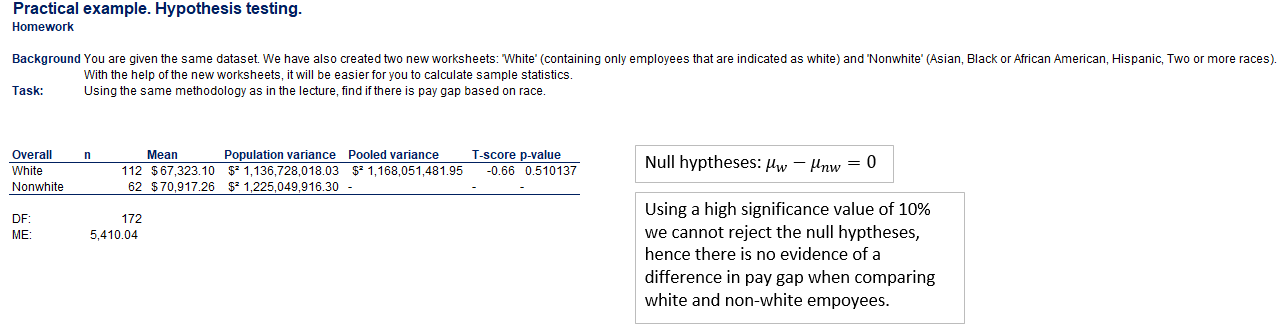 Practical example. Hypothesis testing.
Homework
Background You are given the same dataset. We have also created two new worksheets: 'White' (containing only employees that are indicated as white) and 'Nonwhite' (Asian, Black or African American, Hispanic, Two or more races).
With the help of the new worksheets, it will be easier for you to calculate sample statistics.
Task: Using the same methodology as in the lecture, find if there is pay gap based on race.
Overall n Mean Population variance Pooled variance T-score p-value
White 112 $ 67,323.10 $² 1,136,728,018.03 $² 1,168,051,481.95 -0.66 0.510137
Nonwhite 62 $ 70,917.26 $² 1,225,049,916.30 - - -
DF: 172
ME: 5,410.04
Null hyptheses: μw − μnw = 0
Using a high significance value of 10%
we cannot reject the null hyptheses,
hence there is no evidence of a
difference in pay gap when comparing
white and non-white empoyees.